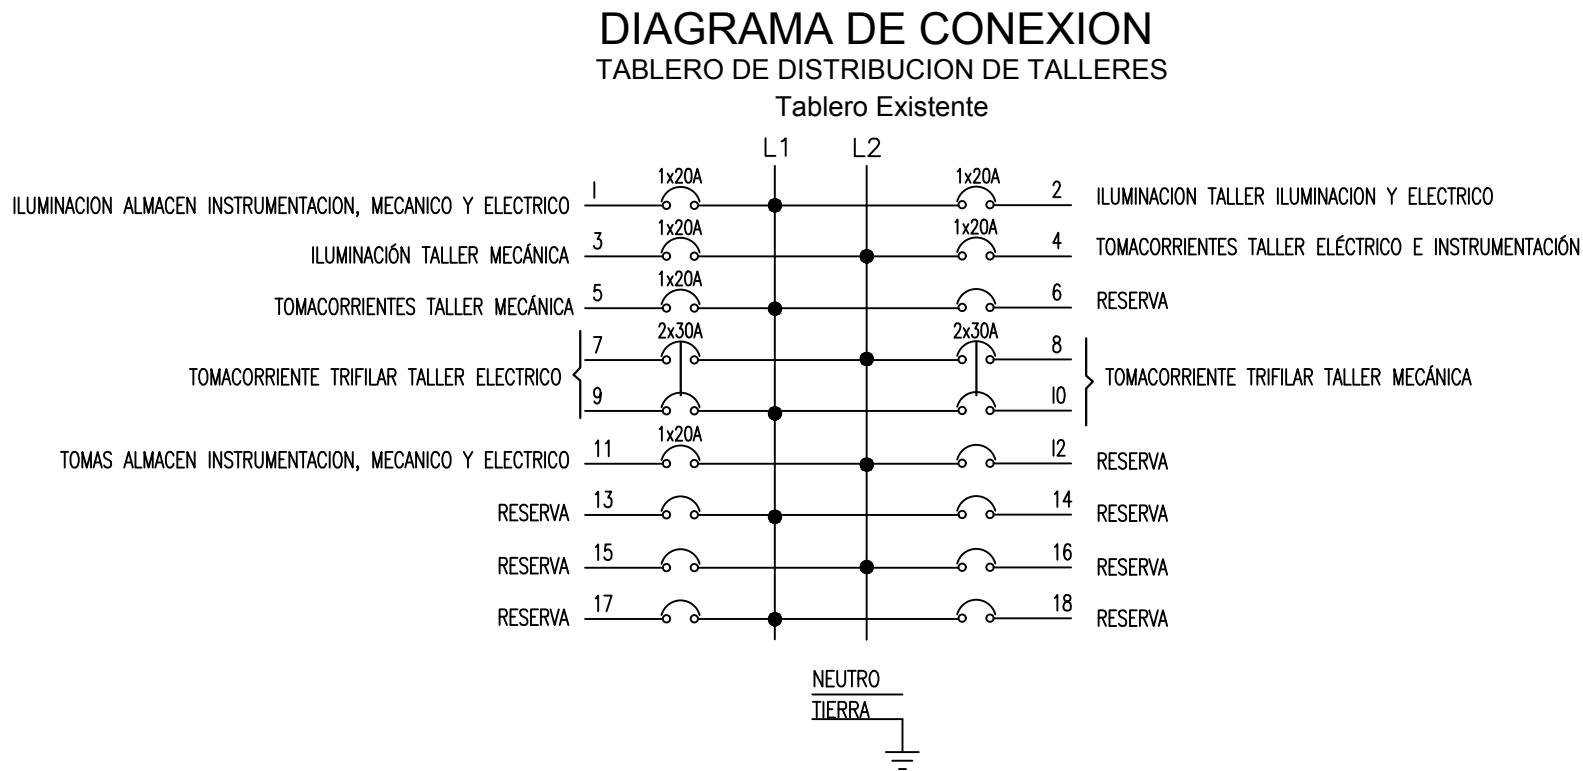 DIAGRAMA DE CONEXION
TABLERO DE DISTRIBUCION DE TALLERES
Tablero Existente
L1 L2
ILUMINACION ALMACEN INSTRUMENTACION, MECANICO Y ELECTRICO 1 1x20A 1x20A 2 ILUMINACION TALLER ILUMINACION Y ELECTRICO
ILUMINACIÓN TALLER MECÁNICA 3 1x20A 1x20A 4 TOMACORRIENTES TALLER ELÉCTRICO E INSTRUMENTACIÓN
TOMACORRIENTES TALLER MECÁNICA 5 1x20A 6 RESERVA
7 2x30A 2x30A 8
TOMACORRIENTE TRIFILAR TALLER ELECTRICO TOMACORRIENTE TRIFILAR TALLER MECÁNICA
9 10
TOMAS ALMACEN INSTRUMENTACION, MECANICO Y ELECTRICO 11 1x20A 12 RESERVA
RESERVA 13 14 RESERVA
RESERVA 15 16 RESERVA
RESERVA 17 18 RESERVA
NEUTRO
TIERRA